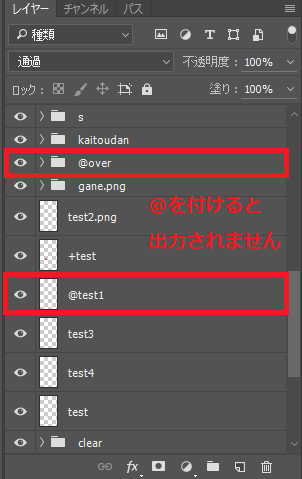 レイヤー チャンネル パス
種類
通過 不透明度: 100%
ロック: 塗り: 100%
s
kaitoudan
@over
gane.png
@を付けると
test2.png
出力されません
+test
@test1
test3
test4
test
clear
fx